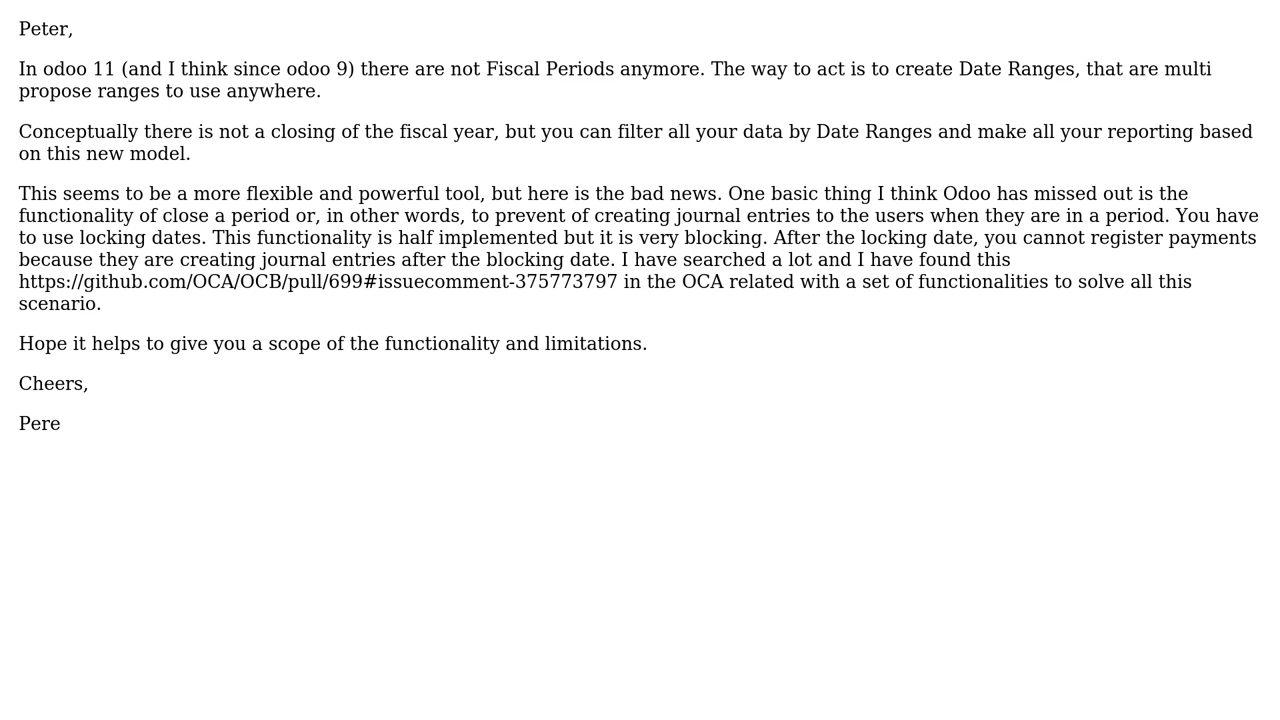 Peter,
In odoo 11 (and I think since odoo 9) there are not Fiscal Periods anymore. The way to act is to create Date Ranges, that are multi
propose ranges to use anywhere.
Conceptually there is not a closing of the fiscal year, but you can filter all your data by Date Ranges and make all your reporting based
on this new model.
This seems to be a more flexible and powerful tool, but here is the bad news. One basic thing I think Odoo has missed out is the
functionality of close a period or, in other words, to prevent of creating journal entries to the users when they are in a period. You have
to use locking dates. This functionality is half implemented but it is very blocking. After the locking date, you cannot register payments
because they are creating journal entries after the blocking date. I have searched a lot and I have found this
https://github.com/OCA/OCB/pull/699#issuecomment-375773797 in the OCA related with a set of functionalities to solve all this
scenario.
Hope it helps to give you a scope of the functionality and limitations.
Cheers,
Pere